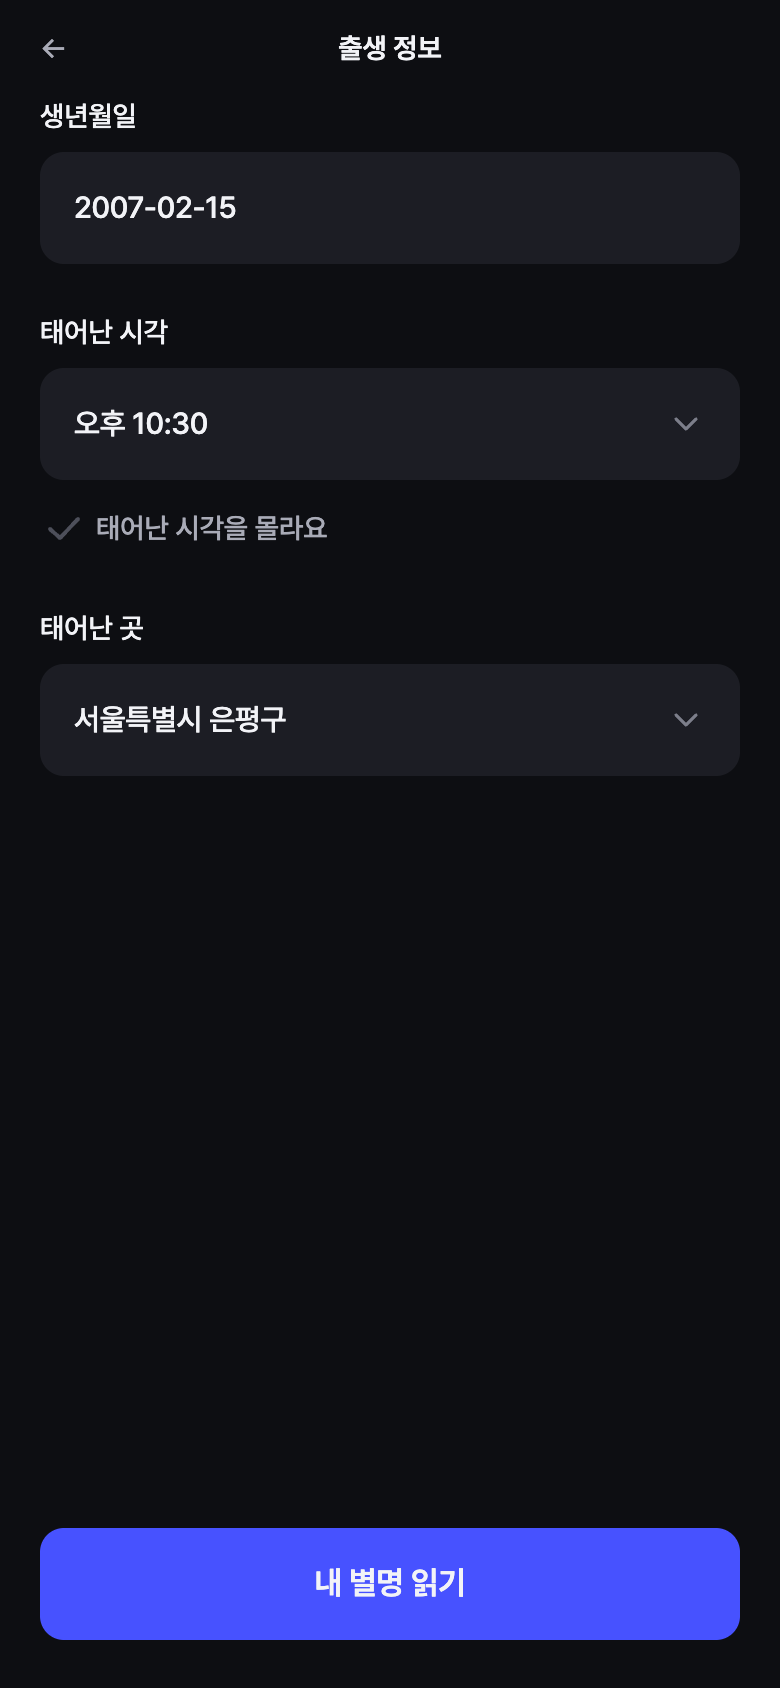 출생 정보
생년월일
2007-02-15
태어난 시각
오후 10:30
태어난 시각을 몰라요
태어난 곳
서울특별시 은평구
내 별명 읽기